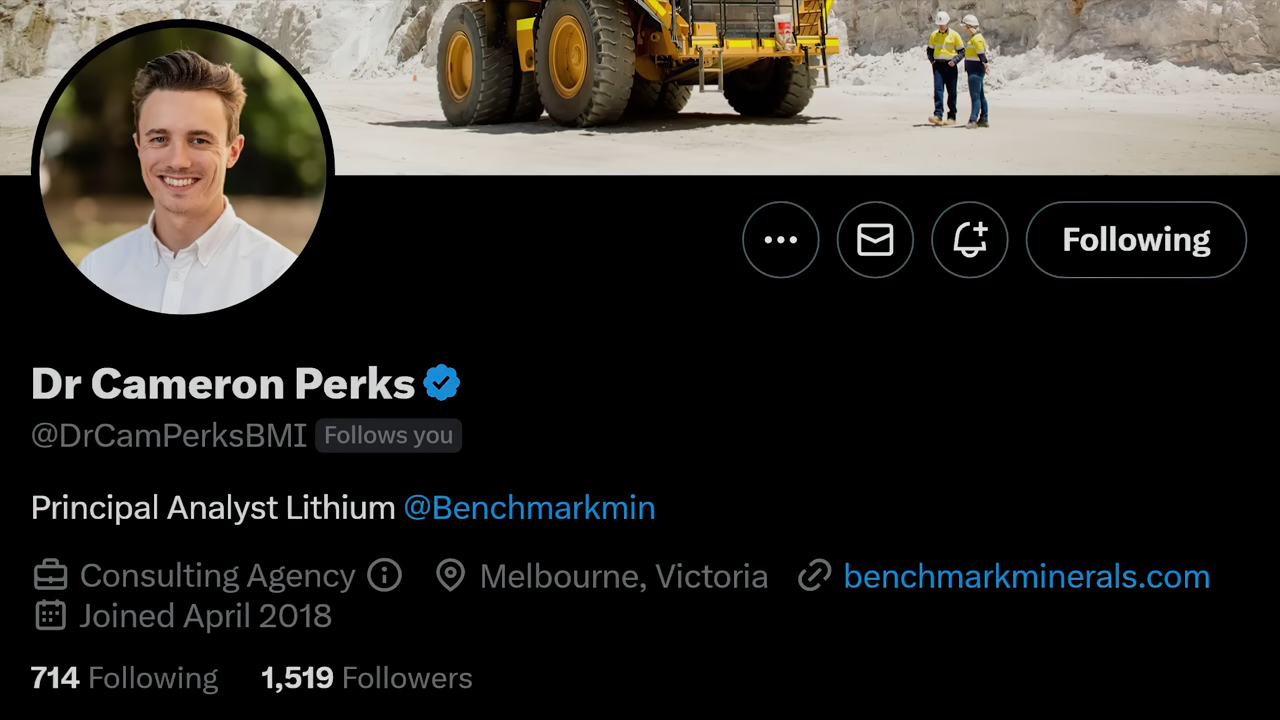 Following
Dr Cameron Perks
@DrCamPerksBMI Follows you
Principal Analyst Lithium @Benchmarkmin
Consulting Agency Melbourne, Victoria benchmarkminerals.com
Joined April 2018
714 Following 1,519 Followers